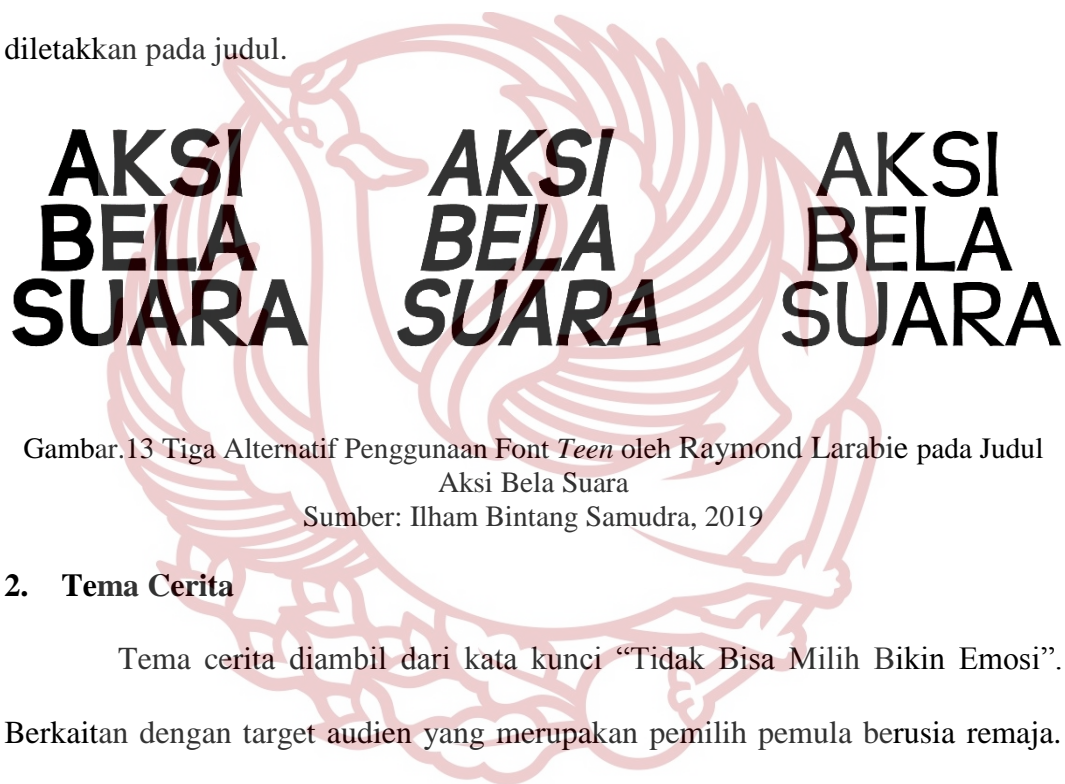 diletakkan pada judul.
AKSI
BELA
SUARA
AKSI
BELA
SUARA
AKSI
BELA
SUARA
Gambar.13 Tiga Alternatif Penggunaan Font Teen oleh Raymond Larabie pada Judul
Aksi Bela Suara
Sumber: Ilham Bintang Samudra, 2019
2. Tema Cerita
Tema cerita diambil dari kata kunci “Tidak Bisa Milih Bikin Emosi”.
Berkaitan dengan target audien yang merupakan pemilih pemula berusia remaja.